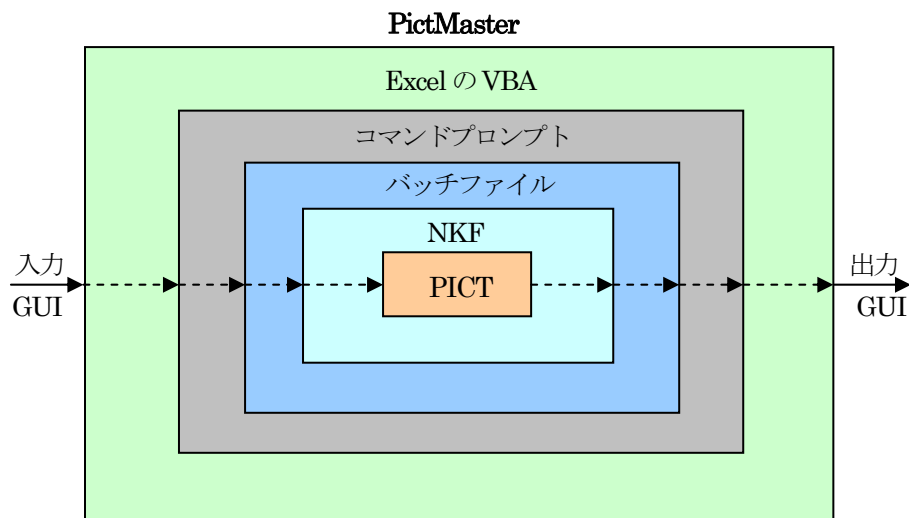 PictMaster
Excel の VBA
コマンドプロンプト
バッチファイル
NKF
PICT
入力
GUI
出力
GUI